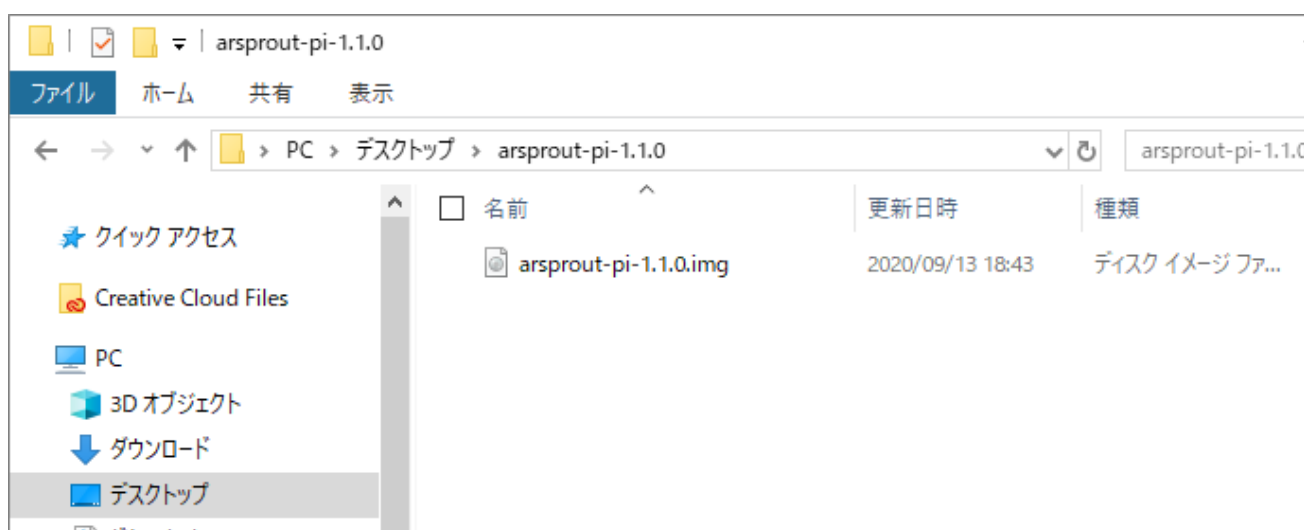 arsprout-pi-1.1.0
ファイル ホーム 共有 表示
PC デスクトップ arsprout-pi-1.1.0 arsprout-pi-1.1.0
名前 更新日時 種類
クイック アクセス
arsprout-pi-1.1.0.img 2020/09/13 18:43 ディスク イメージ ファ...
Creative Cloud Files
PC
3D オブジェクト
ダウンロード
デスクトップ